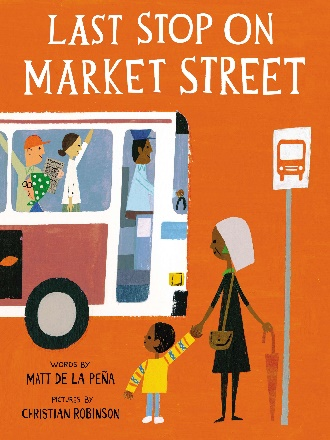 LAST STOP ON
MARKET STREET
WORDS BY
MATT DE LA PEÑA
PICTURES BY
CHRISTIAN ROBINSON